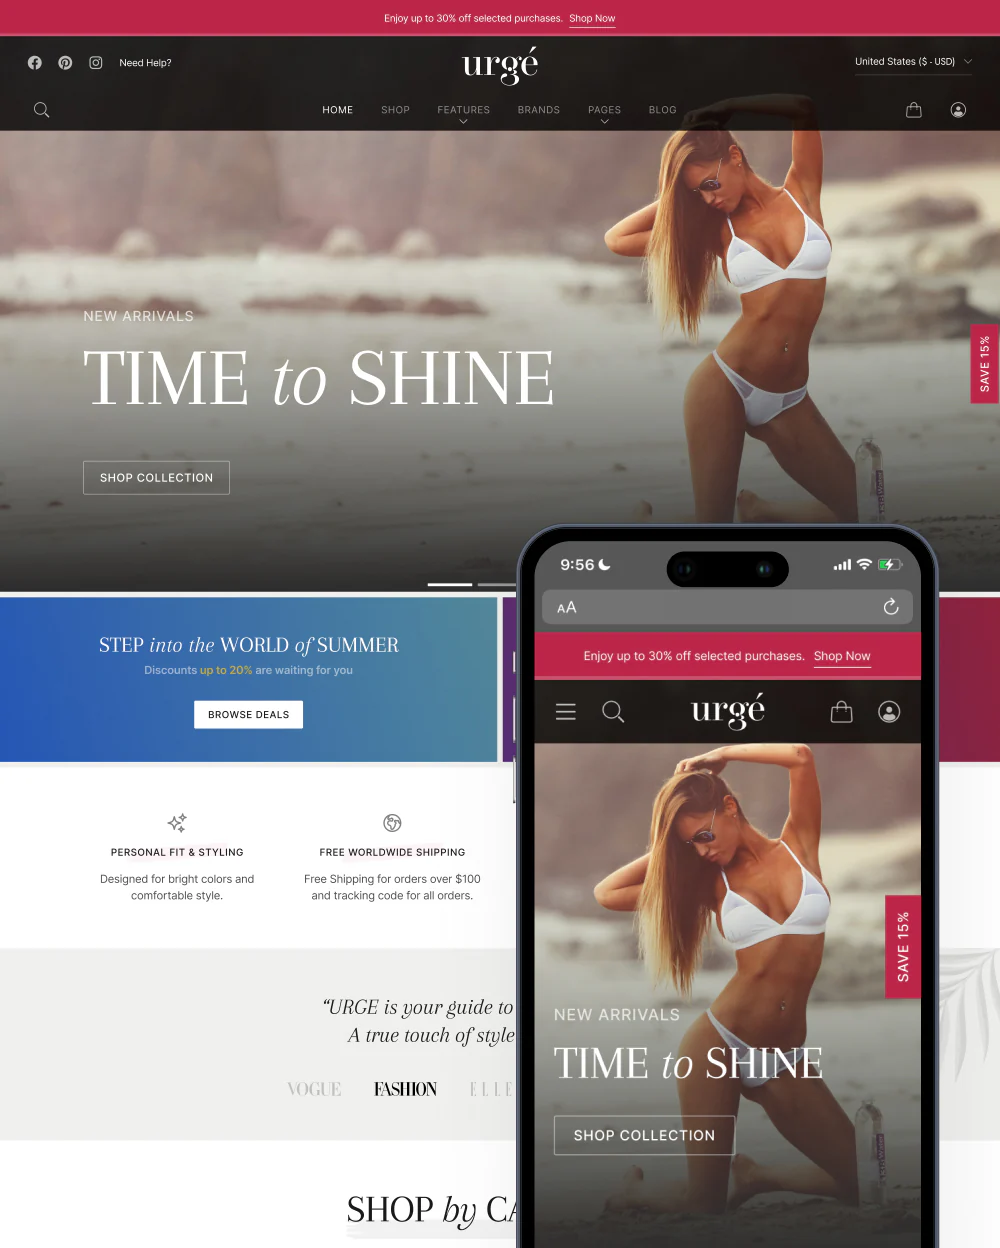 Enjoy up to 30% off selected purchases. Shop Now
Need Help?
urgé
United States ($ - USD)
HOME SHOP FEATURES BRANDS PAGES BLOG
NEW ARRIVALS
TIME to SHINE
SHOP COLLECTION
SAVE 15%
STEP into the WORLD of SUMMER
Discounts up to 20% are waiting for you
BROWSE DEALS
PERSONAL FIT & STYLING
Designed for bright colors and
comfortable style.
FREE WORLDWIDE SHIPPING
Free Shipping for orders over $100
and tracking code for all orders.
“URGE is your guide to
A true touch of style
VOGUE FASHION ELLE
SHOP by CA
9:56
AA
Enjoy up to 30% off selected purchases. Shop Now
urgé
SAVE 15%
NEW ARRIVALS
TIME to SHINE
SHOP COLLECTION